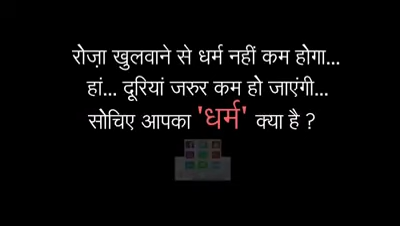 रोज़ा खुलवाने से धर्म नहीं कम होगा...
हां... दूरियां जरुर कम हो जाएंगी...
सोचिए आपका 'धर्म' क्या है ?